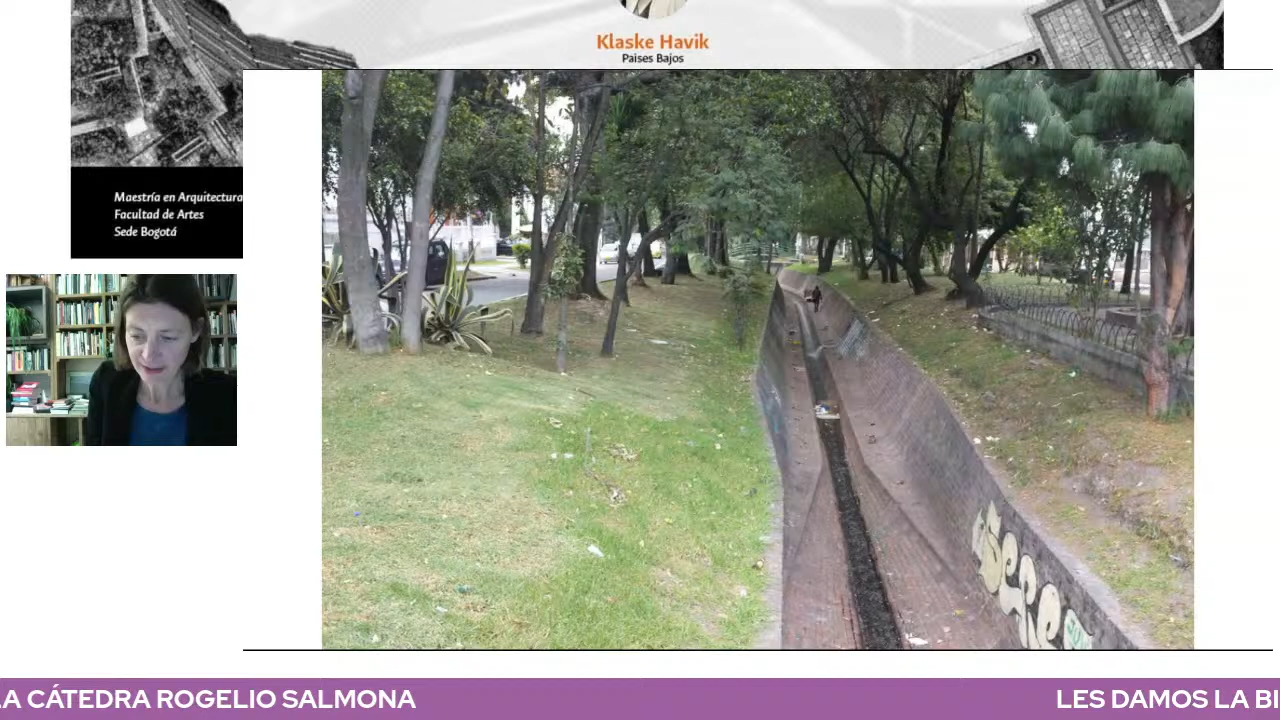 Klaske Havik
Paises Bajos
Maestría en Arquitectura
Facultad de Artes
Sede Bogotá
LA CÁTEDRA ROGELIO SALMONA
LES DAMOS LA BI